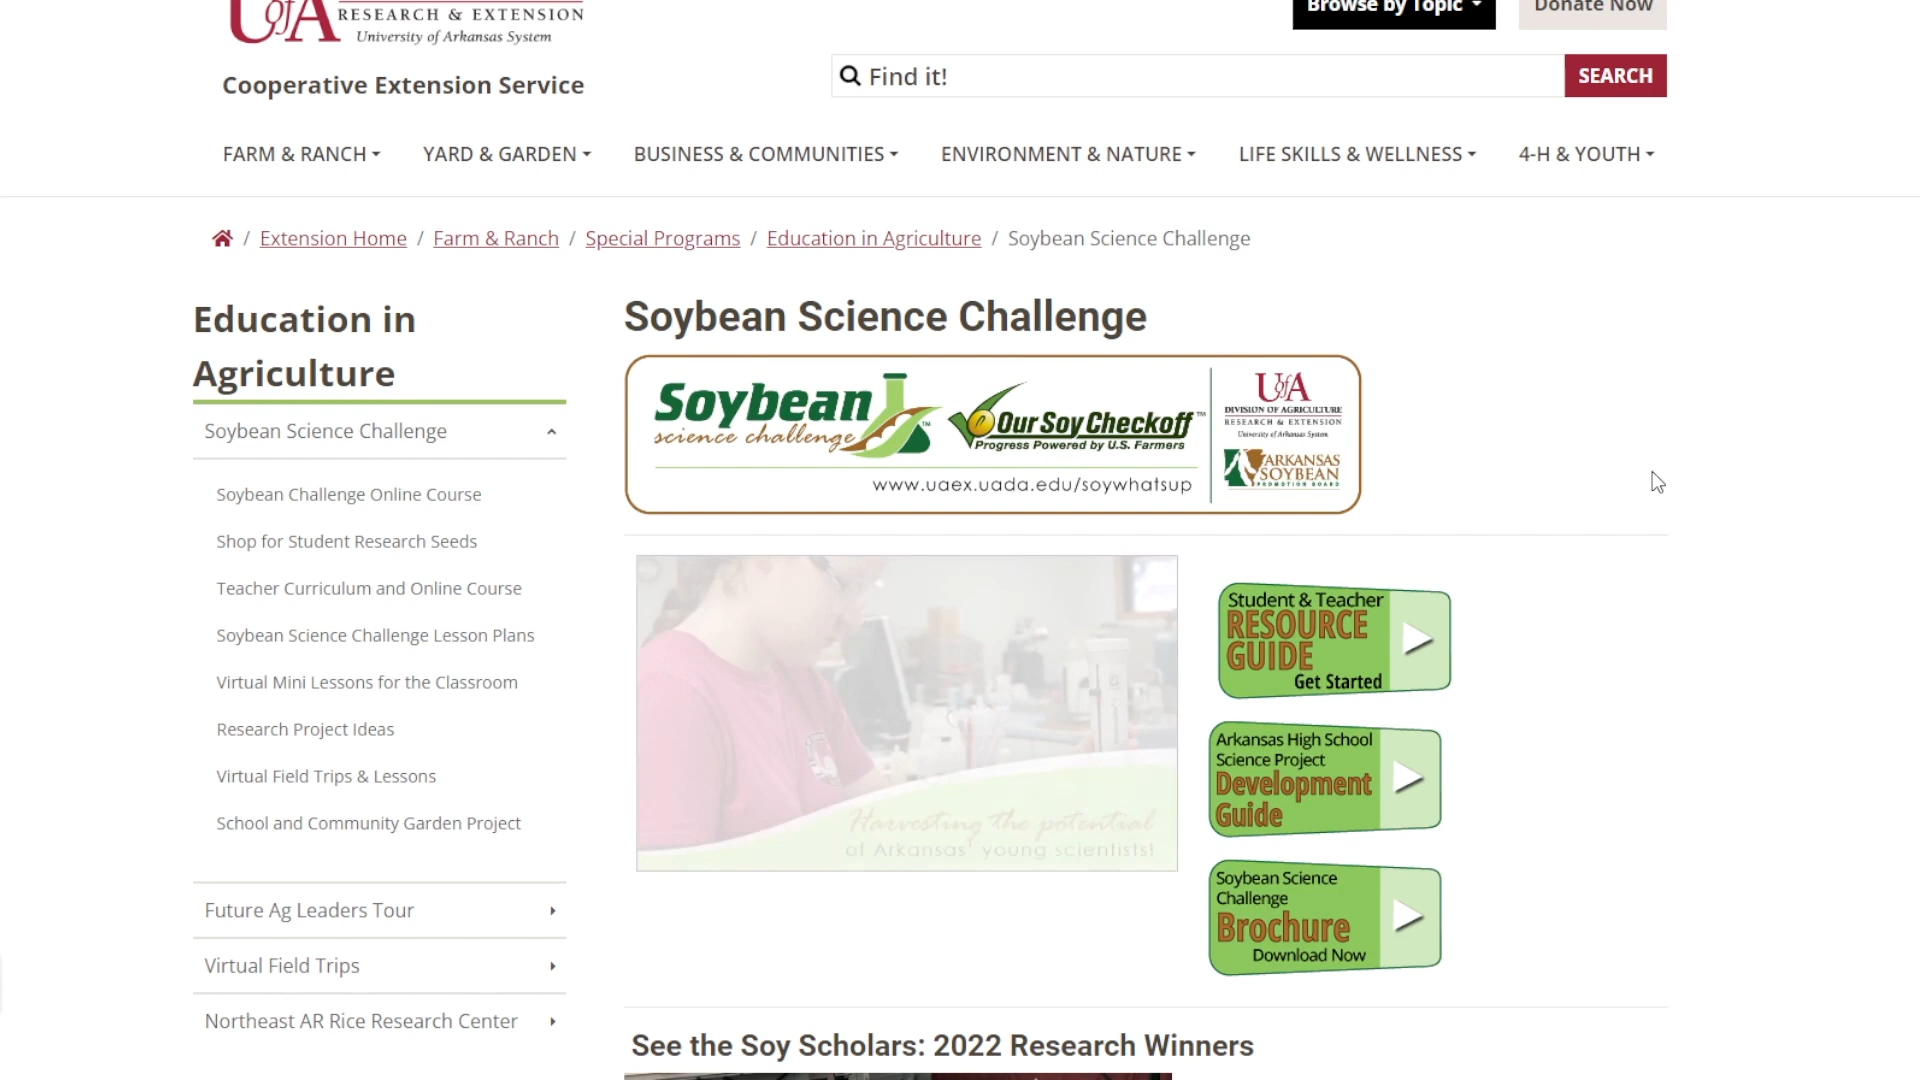 UofA
RESEARCH & EXTENSION
University of Arkansas System
Cooperative Extension Service
Browse by Topic
Donate Now
Find it!
SEARCH
FARM & RANCH
YARD & GARDEN
BUSINESS & COMMUNITIES
ENVIRONMENT & NATURE
LIFE SKILLS & WELLNESS
4-H & YOUTH
/ Extension Home / Farm & Ranch / Special Programs / Education in Agriculture / Soybean Science Challenge
Education in
Agriculture
Soybean Science Challenge
Soybean Challenge Online Course
Shop for Student Research Seeds
Teacher Curriculum and Online Course
Soybean Science Challenge Lesson Plans
Virtual Mini Lessons for the Classroom
Research Project Ideas
Virtual Field Trips & Lessons
School and Community Garden Project
Future Ag Leaders Tour
Virtual Field Trips
Northeast AR Rice Research Center
Soybean Science Challenge
Soybean
science challenge
TM
Our Soy Checkoff
TM
Progress Powered by U.S. Farmers
www.uaex.uada.edu/soywhatsup
UofA
DIVISION OF AGRICULTURE
RESEARCH & EXTENSION
University of Arkansas System
ARKANSAS
SOYBEAN
PROMOTION BOARD
Harvesting the potential
of Arkansas' young scientists!
Student & Teacher
RESOURCE
GUIDE
Get Started
Arkansas High School
Science Project
Development
Guide
Soybean Science
Challenge
Brochure
Download Now
See the Soy Scholars: 2022 Research Winners